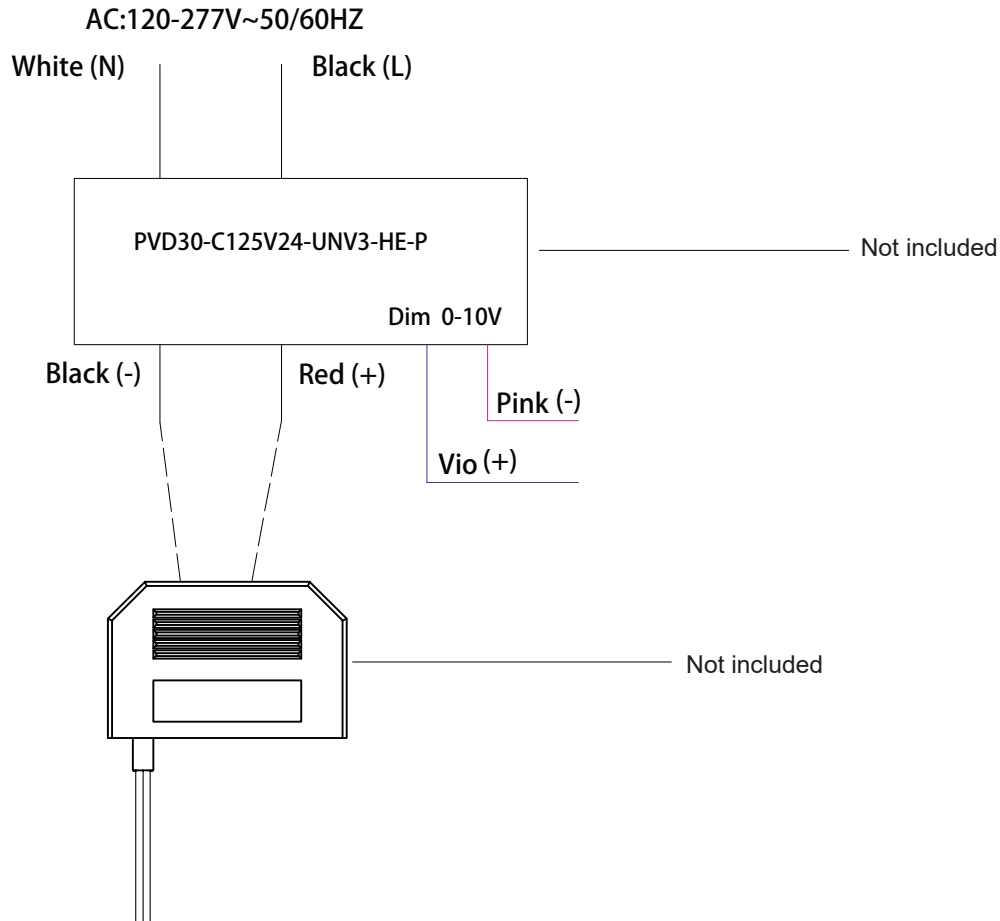 AC:120-277V~50/60HZ
White (N)
Black (L)
PVD30-C125V24-UNV3-HE-P
Not included
Dim 0-10V
Black (-)
Red (+)
Pink (-)
Vio (+)
Not included